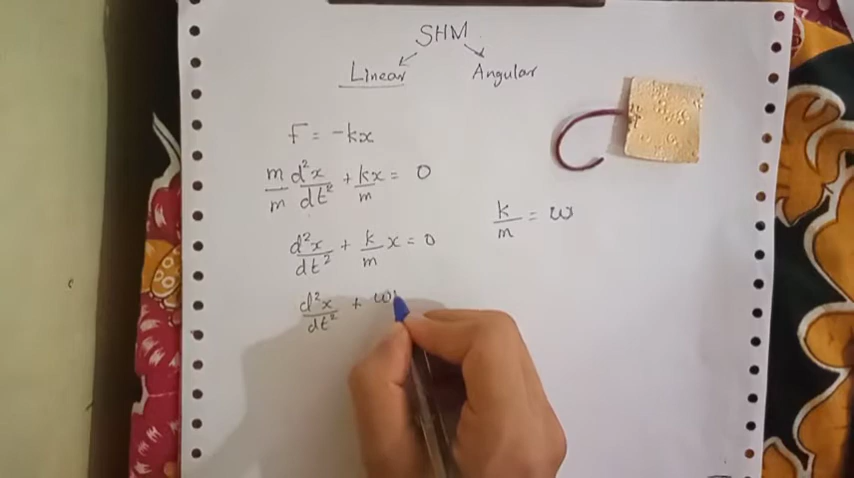 SHM
Linear Angular
F = -kx
m/m d²x/dt² + kx/m = 0
k/m = ω
d²x/dt² + k/m x = 0
d²x/dt² + ω